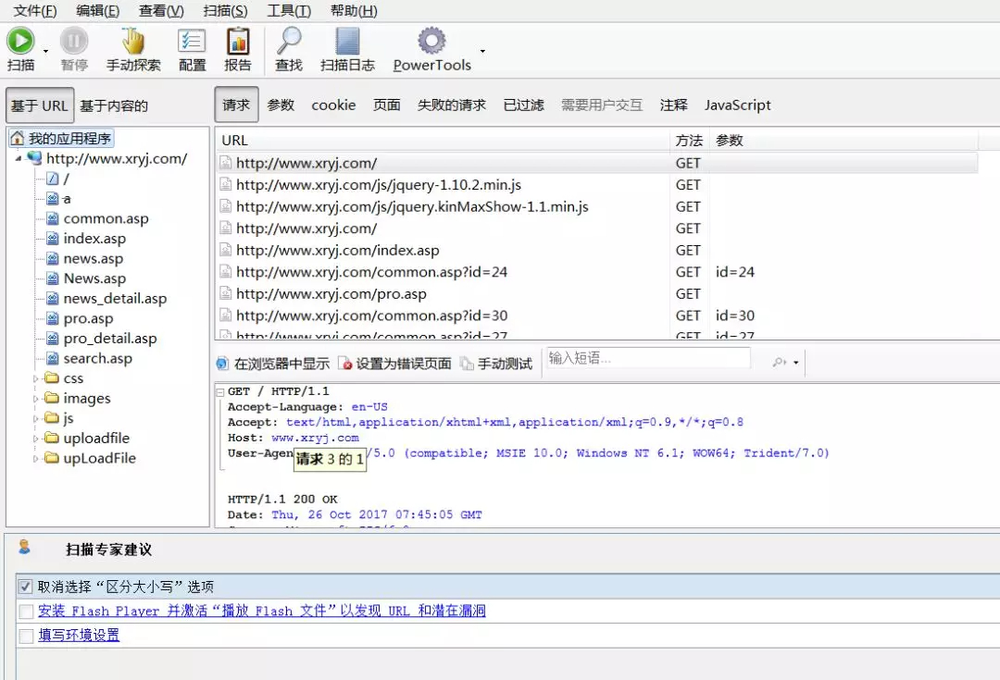 文件(F) 编辑(E) 查看(V) 扫描(S) 工具(T) 帮助(H)
扫描 暂停 手动探索 配置 报告 查找 扫描日志 PowerTools
基于 URL 基于内容的
请求 参数 cookie 页面 失败的请求 已过滤 需要用户交互 注释 JavaScript
我的应用程序
http://www.xryj.com/
/
a
common.asp
index.asp
news.asp
News.asp
news_detail.asp
pro.asp
pro_detail.asp
search.asp
css
images
js
uploadfile
upLoadFile
URL 方法 参数
http://www.xryj.com/ GET
http://www.xryj.com/js/jquery-1.10.2.min.js GET
http://www.xryj.com/js/jquery.kinMaxShow-1.1.min.js GET
http://www.xryj.com/ GET
http://www.xryj.com/index.asp GET
http://www.xryj.com/common.asp?id=24 GET id=24
http://www.xryj.com/pro.asp GET
http://www.xryj.com/common.asp?id=30 GET id=30
http://www.xryj.com/common.asp?id=27 GET id=27
在浏览器中显示 设置为错误页面 手动测试 输入短语...
GET / HTTP/1.1
Accept-Language: en-US
Accept: text/html,application/xhtml+xml,application/xml;q=0.9,*/*;q=0.8
Host: www.xryj.com
User-Agen /5.0 (compatible; MSIE 10.0; Windows NT 6.1; WOW64; Trident/7.0)
请求 3 的 1
HTTP/1.1 200 OK
Date: Thu, 26 Oct 2017 07:45:05 GMT
扫描专家建议
取消选择“区分大小写”选项
安装 Flash Player 并激活“播放 Flash 文件”以发现 URL 和潜在漏洞
填写环境设置